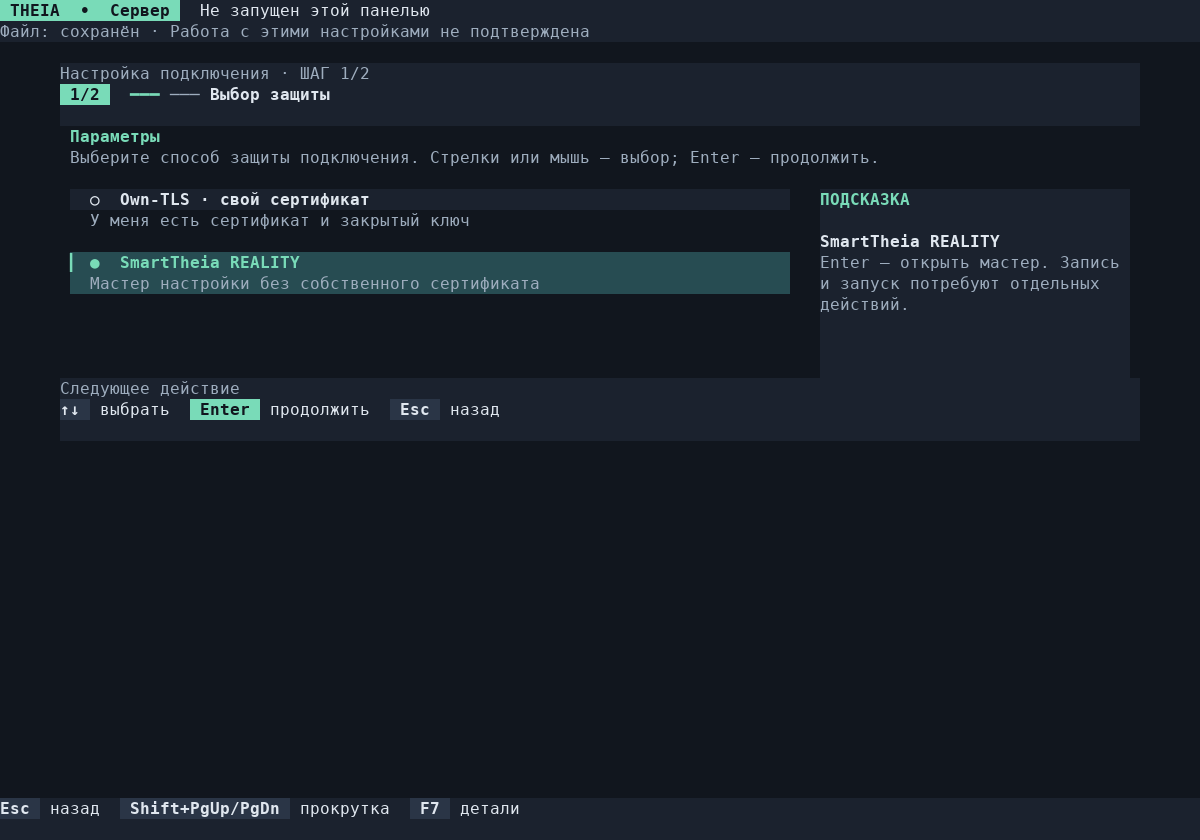 THEIA • Сервер Не запущен этой панелью
Файл: сохранён · Работа с этими настройками не подтверждена
Настройка подключения · ШАГ 1/2
1/2 ━━━ ─── Выбор защиты
Параметры
Выберите способ защиты подключения. Стрелки или мышь — выбор; Enter — продолжить.
○ Own-TLS · свой сертификат
У меня есть сертификат и закрытый ключ
● SmartTheia REALITY
Мастер настройки без собственного сертификата
ПОДСКАЗКА
SmartTheia REALITY
Enter — открыть мастер. Запись
и запуск потребуют отдельных
действий.
Следующее действие
↑↓ выбрать Enter продолжить Esc назад
Esc назад Shift+PgUp/PgDn прокрутка F7 детали